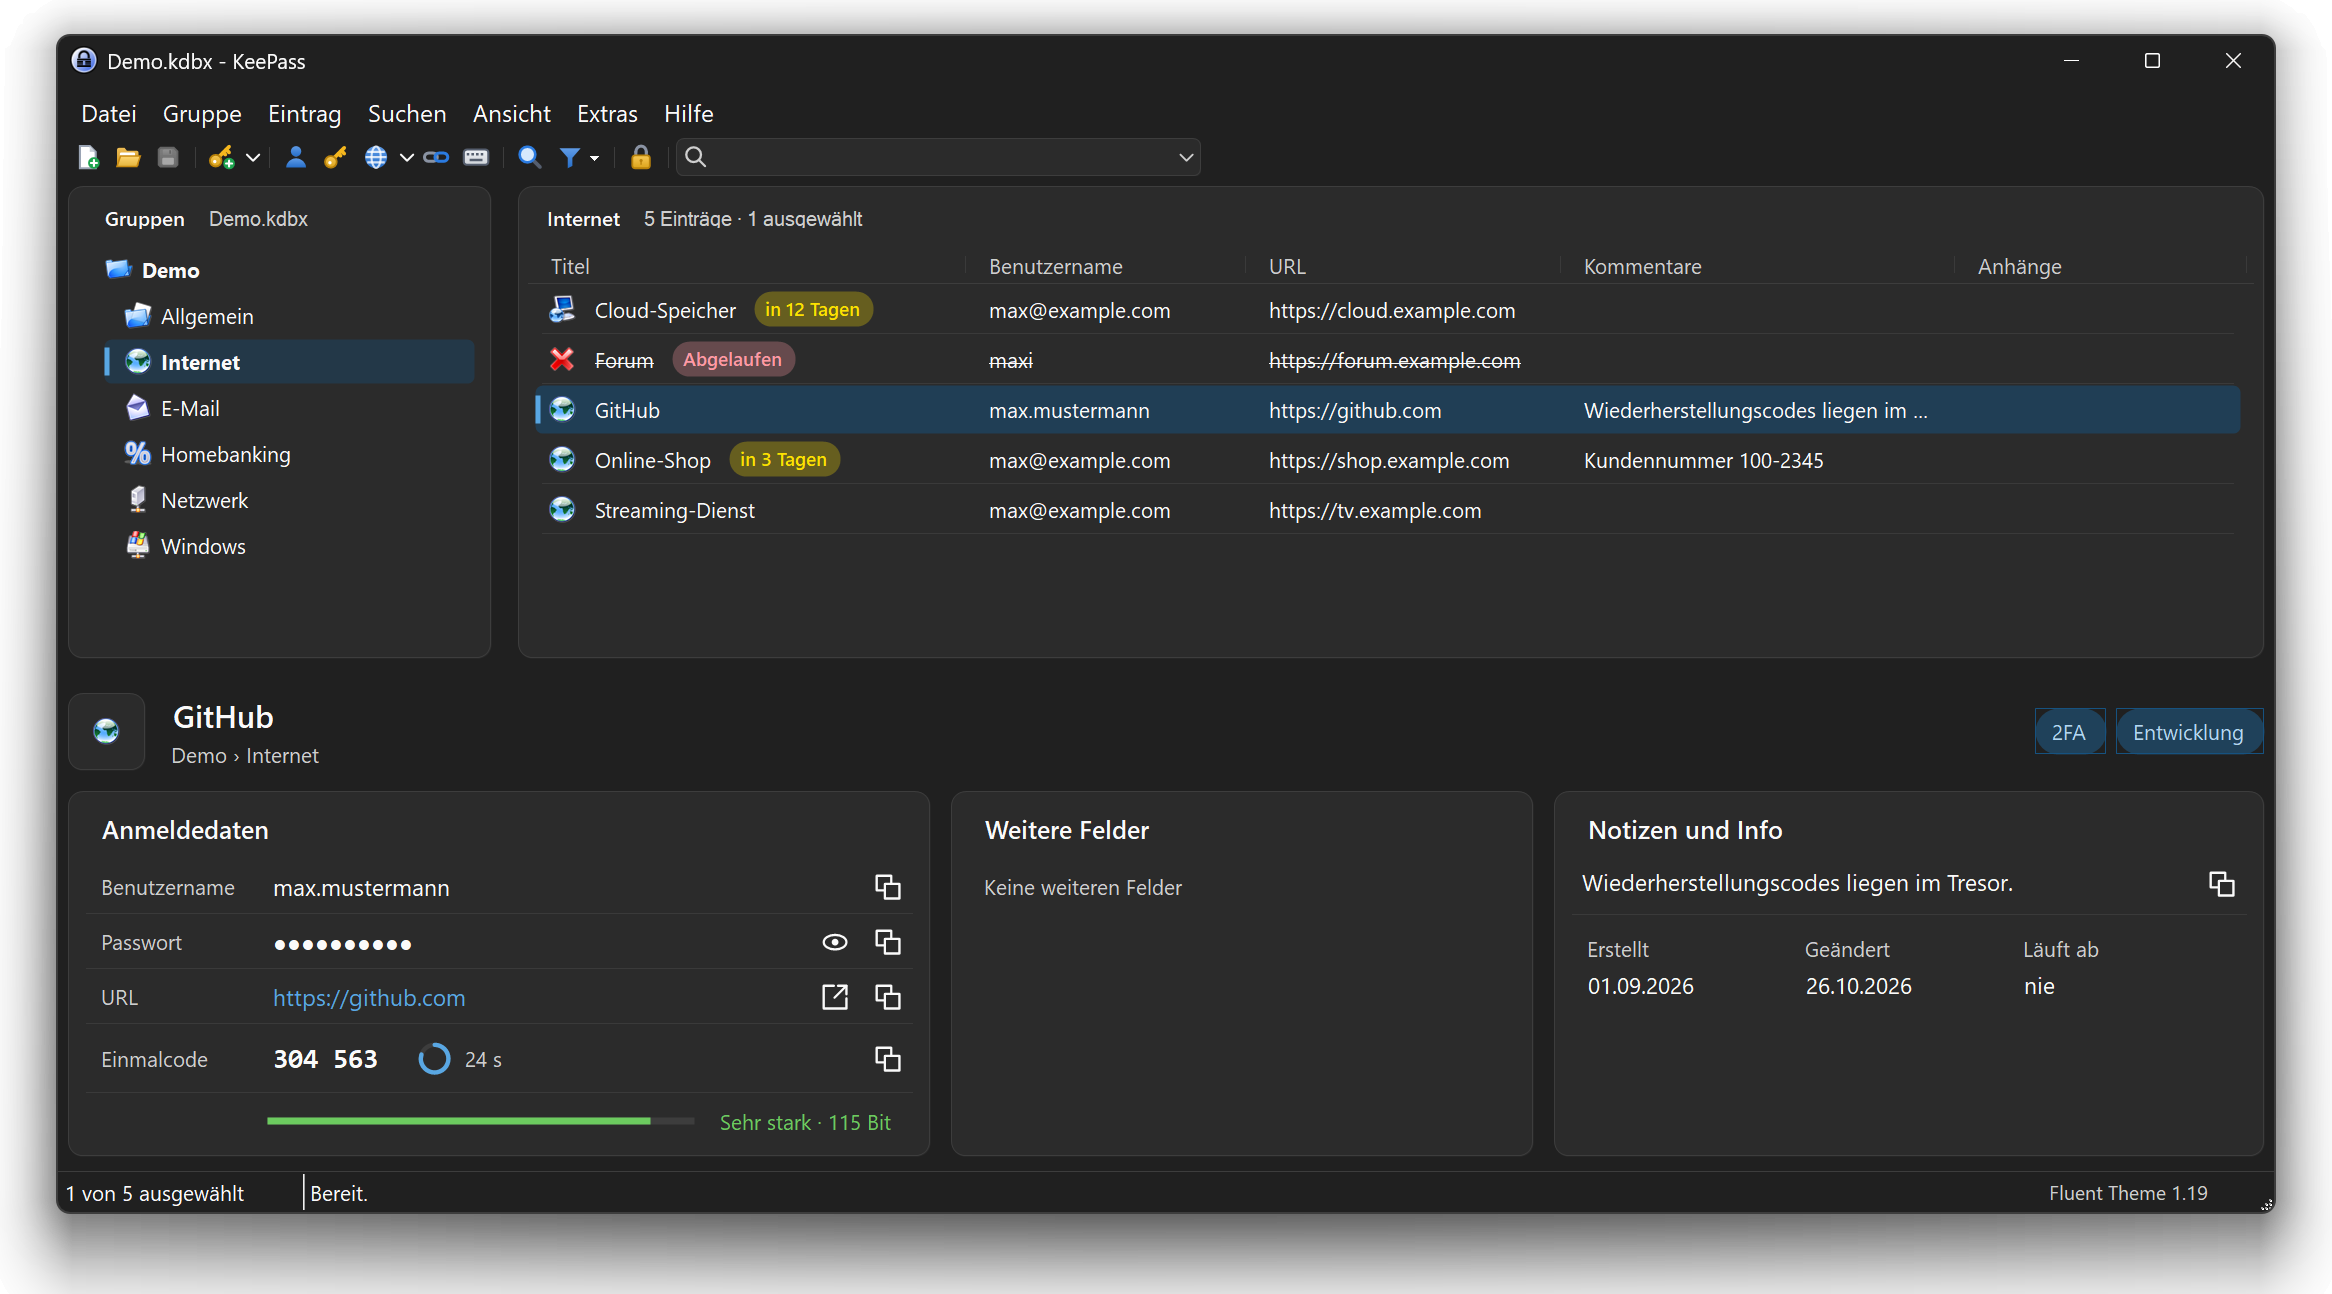 Demo.kdbx - KeePass
Datei Gruppe Eintrag Suchen Ansicht Extras Hilfe
Gruppen Demo.kdbx
Demo
Allgemein
Internet
E-Mail
Homebanking
Netzwerk
Windows
Internet 5 Einträge · 1 ausgewählt
Titel Benutzername URL Kommentare Anhänge
Cloud-Speicher in 12 Tagen max@example.com https://cloud.example.com
Forum Abgelaufen maxi https://forum.example.com
GitHub max.mustermann https://github.com Wiederherstellungscodes liegen im ...
Online-Shop in 3 Tagen max@example.com https://shop.example.com Kundennummer 100-2345
Streaming-Dienst max@example.com https://tv.example.com
GitHub
Demo › Internet
2FA Entwicklung
Anmeldedaten
Benutzername max.mustermann
Passwort ●●●●●●●●●●
URL https://github.com
Einmalcode 304 563 24 s
Sehr stark · 115 Bit
Weitere Felder
Keine weiteren Felder
Notizen und Info
Wiederherstellungscodes liegen im Tresor.
Erstellt Geändert Läuft ab
01.09.2026 26.10.2026 nie
1 von 5 ausgewählt Bereit. Fluent Theme 1.19